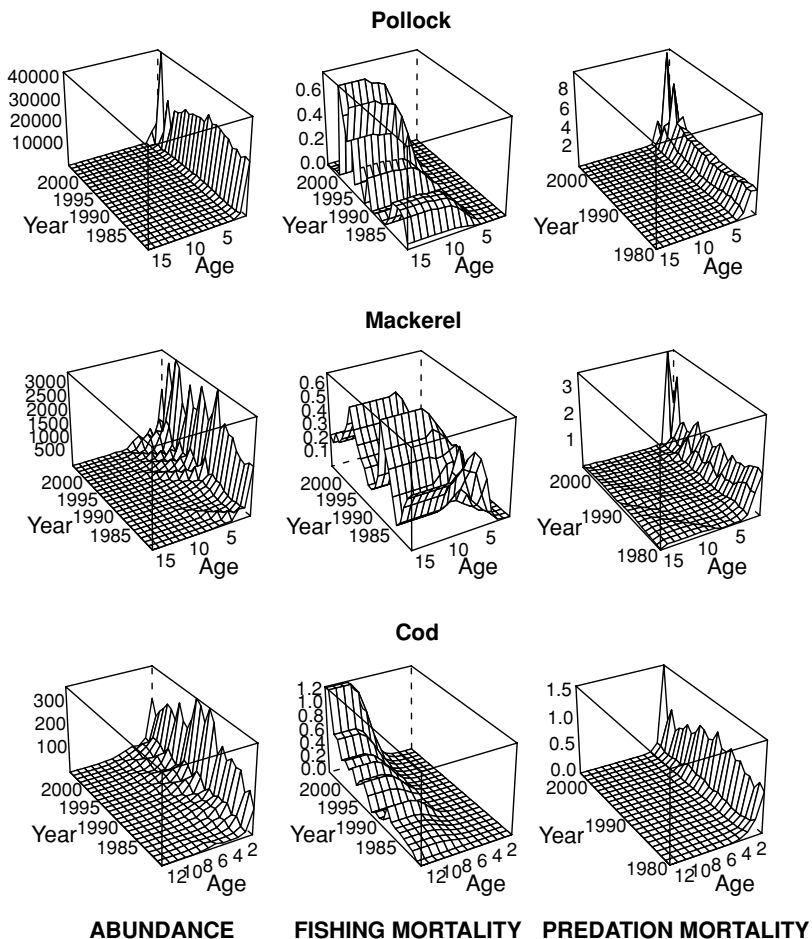 Pollock
40000
30000
20000
10000
2000
1995
1990
1985
Year
15 10 5
Age
0.6
0.4
0.2
0.0
2000
1995
1990
1985
Year
15 10 5
Age
8
6
4
2
2000
1990
1980
Year
15 10 5
Age
Mackerel
3000
2500
2000
1500
1000
500
2000
1995
1990
1985
Year
15 10 5
Age
0.6
0.5
0.4
0.3
0.2
0.1
2000
1995
1990
1985
Year
15 10 5
Age
3
2
1
2000
1990
1980
Year
15 10 5
Age
Cod
300
200
100
2000
1995
1990
1985
Year
12 10 8 6 4 2
Age
1.2
1.0
0.8
0.6
0.4
0.2
0.0
2000
1995
1990
1985
Year
12 10 8 6 4 2
Age
1.5
1.0
0.5
0.0
2000
1990
1980
Year
12 10 8 6 4 2
Age
ABUNDANCE FISHING MORTALITY PREDATION MORTALITY